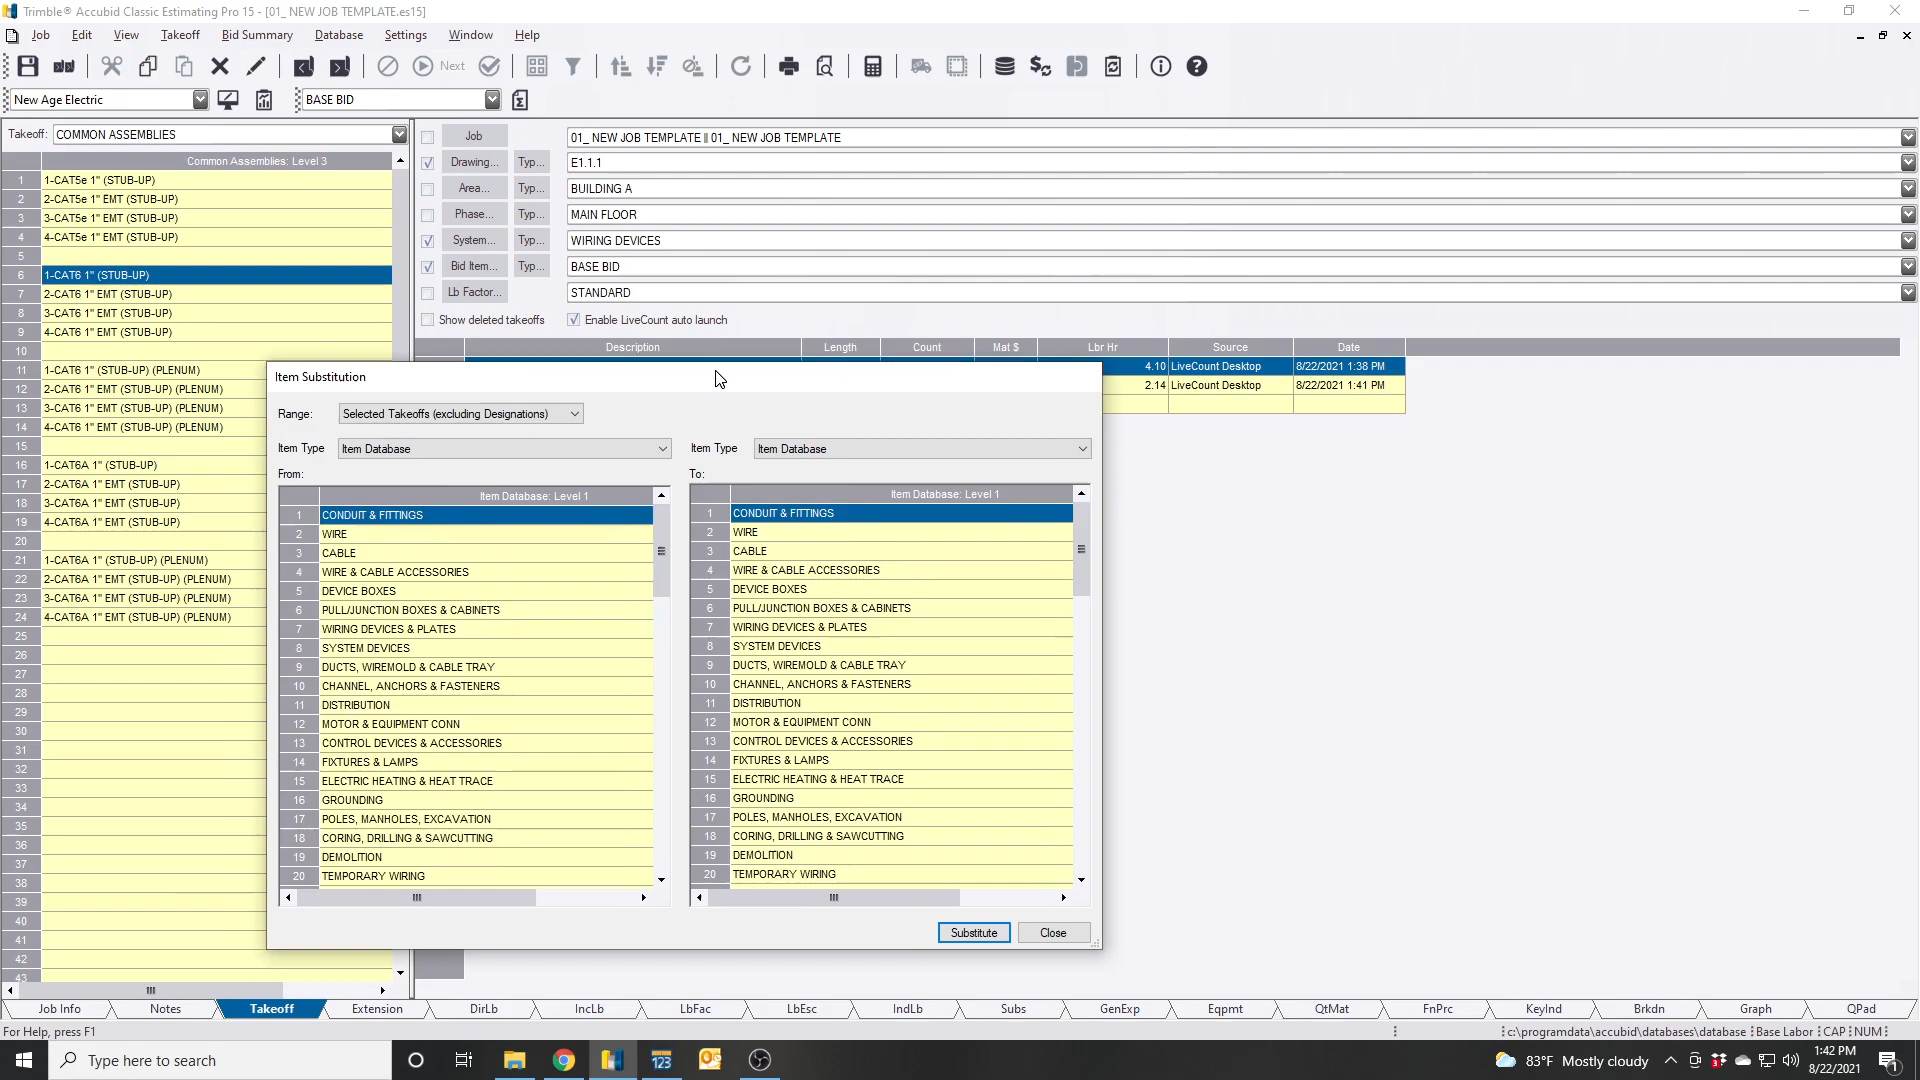 Trimble® Accubid Classic Estimating Pro 15 - [01_ NEW JOB TEMPLATE.es15]
Job Edit View Takeoff Bid Summary Database Settings Window Help
Next
New Age Electric BASE BID
Takeoff: COMMON ASSEMBLIES
Common Assemblies: Level 3
1 1-CAT5e 1" (STUB-UP)
2 2-CAT5e 1" EMT (STUB-UP)
3 3-CAT5e 1" EMT (STUB-UP)
4 4-CAT5e 1" EMT (STUB-UP)
5
6 1-CAT6 1" (STUB-UP)
7 2-CAT6 1" EMT (STUB-UP)
8 3-CAT6 1" EMT (STUB-UP)
9 4-CAT6 1" EMT (STUB-UP)
10
11 1-CAT6 1" (STUB-UP) (PLENUM)
12 2-CAT6 1" EMT (STUB-UP) (PLENUM)
13 3-CAT6 1" EMT (STUB-UP) (PLENUM)
14 4-CAT6 1" EMT (STUB-UP) (PLENUM)
15
16 1-CAT6A 1" (STUB-UP)
17 2-CAT6A 1" EMT (STUB-UP)
18 3-CAT6A 1" EMT (STUB-UP)
19 4-CAT6A 1" EMT (STUB-UP)
20
21 1-CAT6A 1" (STUB-UP) (PLENUM)
22 2-CAT6A 1" EMT (STUB-UP) (PLENUM)
23 3-CAT6A 1" EMT (STUB-UP) (PLENUM)
24 4-CAT6A 1" EMT (STUB-UP) (PLENUM)
25
26
27
28
29
30
31
32
33
34
35
36
37
38
39
40
41
42
43
Job 01_ NEW JOB TEMPLATE || 01_ NEW JOB TEMPLATE
Drawing... Typ... E1.1.1
Area... Typ... BUILDING A
Phase... Typ... MAIN FLOOR
System... Typ... WIRING DEVICES
Bid Item... Typ... BASE BID
Lb Factor... STANDARD
Show deleted takeoffs Enable LiveCount auto launch
Description Length Count Mat $ Lbr Hr Source Date
4.10 LiveCount Desktop 8/22/2021 1:38 PM
2.14 LiveCount Desktop 8/22/2021 1:41 PM
Item Substitution
Range: Selected Takeoffs (excluding Designations)
Item Type Item Database
From:
Item Database: Level 1
1 CONDUIT & FITTINGS
2 WIRE
3 CABLE
4 WIRE & CABLE ACCESSORIES
5 DEVICE BOXES
6 PULL/JUNCTION BOXES & CABINETS
7 WIRING DEVICES & PLATES
8 SYSTEM DEVICES
9 DUCTS, WIREMOLD & CABLE TRAY
10 CHANNEL, ANCHORS & FASTENERS
11 DISTRIBUTION
12 MOTOR & EQUIPMENT CONN
13 CONTROL DEVICES & ACCESSORIES
14 FIXTURES & LAMPS
15 ELECTRIC HEATING & HEAT TRACE
16 GROUNDING
17 POLES, MANHOLES, EXCAVATION
18 CORING, DRILLING & SAWCUTTING
19 DEMOLITION
20 TEMPORARY WIRING
Item Type Item Database
To:
Item Database: Level 1
1 CONDUIT & FITTINGS
2 WIRE
3 CABLE
4 WIRE & CABLE ACCESSORIES
5 DEVICE BOXES
6 PULL/JUNCTION BOXES & CABINETS
7 WIRING DEVICES & PLATES
8 SYSTEM DEVICES
9 DUCTS, WIREMOLD & CABLE TRAY
10 CHANNEL, ANCHORS & FASTENERS
11 DISTRIBUTION
12 MOTOR & EQUIPMENT CONN
13 CONTROL DEVICES & ACCESSORIES
14 FIXTURES & LAMPS
15 ELECTRIC HEATING & HEAT TRACE
16 GROUNDING
17 POLES, MANHOLES, EXCAVATION
18 CORING, DRILLING & SAWCUTTING
19 DEMOLITION
20 TEMPORARY WIRING
Substitute Close
Job Info Notes Takeoff Extension DirLb IncLb LbFac LbEsc IndLb Subs GenExp Eqpmt QtMat FnPrc KeyInd Brkdn Graph QPad
For Help, press F1 c:\programdata\accubid\databases\database Base Labor CAP NUM
Type here to search 123 83°F Mostly cloudy 3 1:42 PM
8/22/2021 1